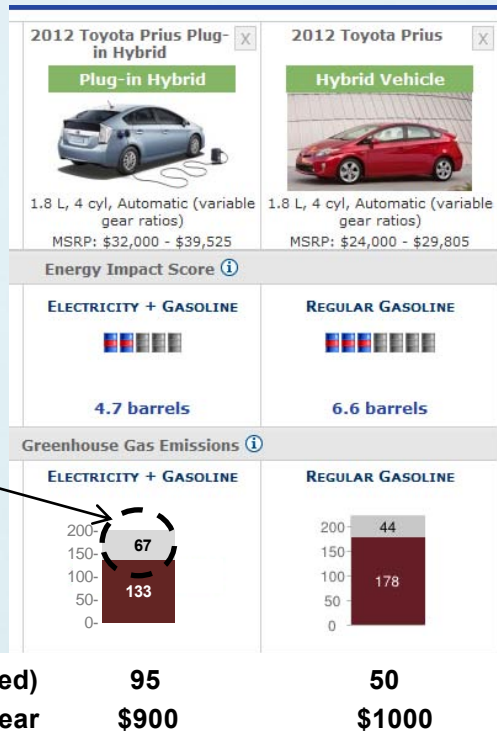 2012 Toyota Prius Plug-in Hybrid X
2012 Toyota Prius X
Plug-in Hybrid
Hybrid Vehicle
1.8 L, 4 cyl, Automatic (variable
gear ratios)
MSRP: $32,000 - $39,525
1.8 L, 4 cyl, Automatic (variable
gear ratios)
MSRP: $24,000 - $29,805
Energy Impact Score i
ELECTRICITY + GASOLINE
REGULAR GASOLINE
4.7 barrels
6.6 barrels
Greenhouse Gas Emissions i
ELECTRICITY + GASOLINE
REGULAR GASOLINE
200-
150-
100-
50-
0-
67
133
200
150
100
50
0
44
178
ed) 95 50
ear $900 $1000